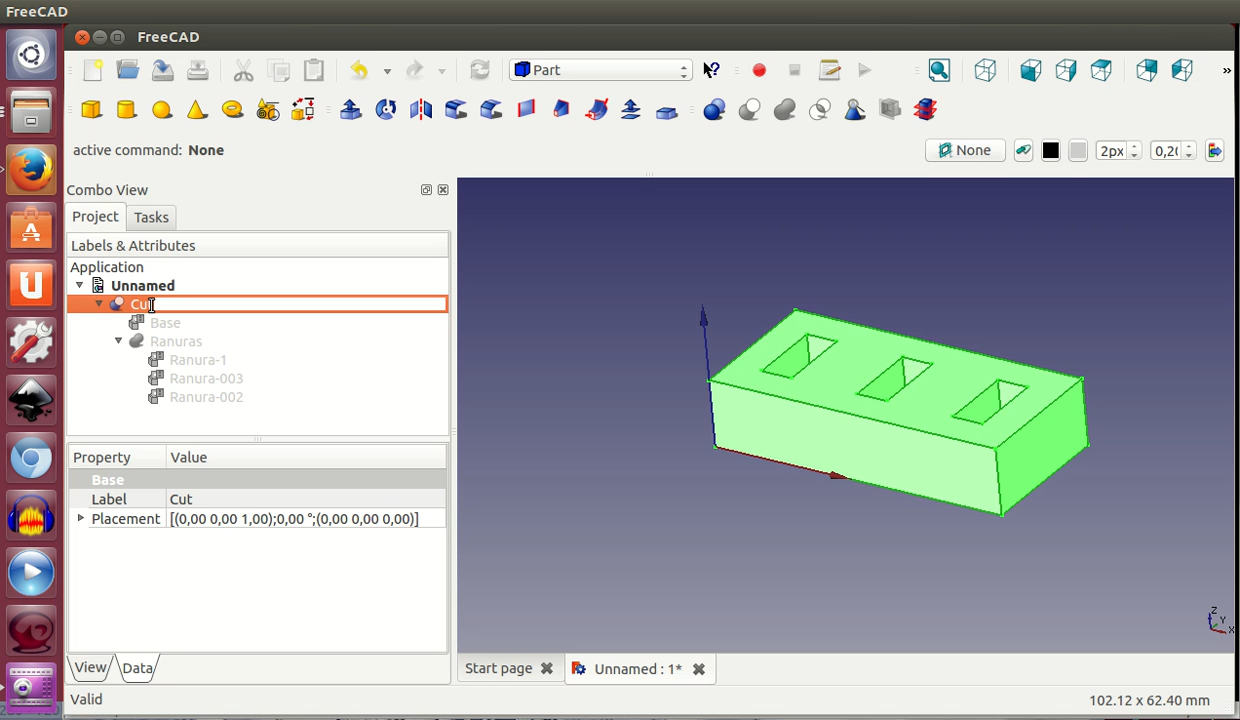 FreeCAD
FreeCAD
Part
»
active command: None
None
2px
0,2(
Combo View
Project
Tasks
Labels & Attributes
Application
Unnamed
Cu
Base
Ranuras
Ranura-1
Ranura-003
Ranura-002
Property Value
Base
Label Cut
Placement [(0,00 0,00 1,00);0,00 °;(0,00 0,00 0,00)]
View
Data
Z
Y
X
Start page
Unnamed : 1*
Valid
102.12 x 62.40 mm